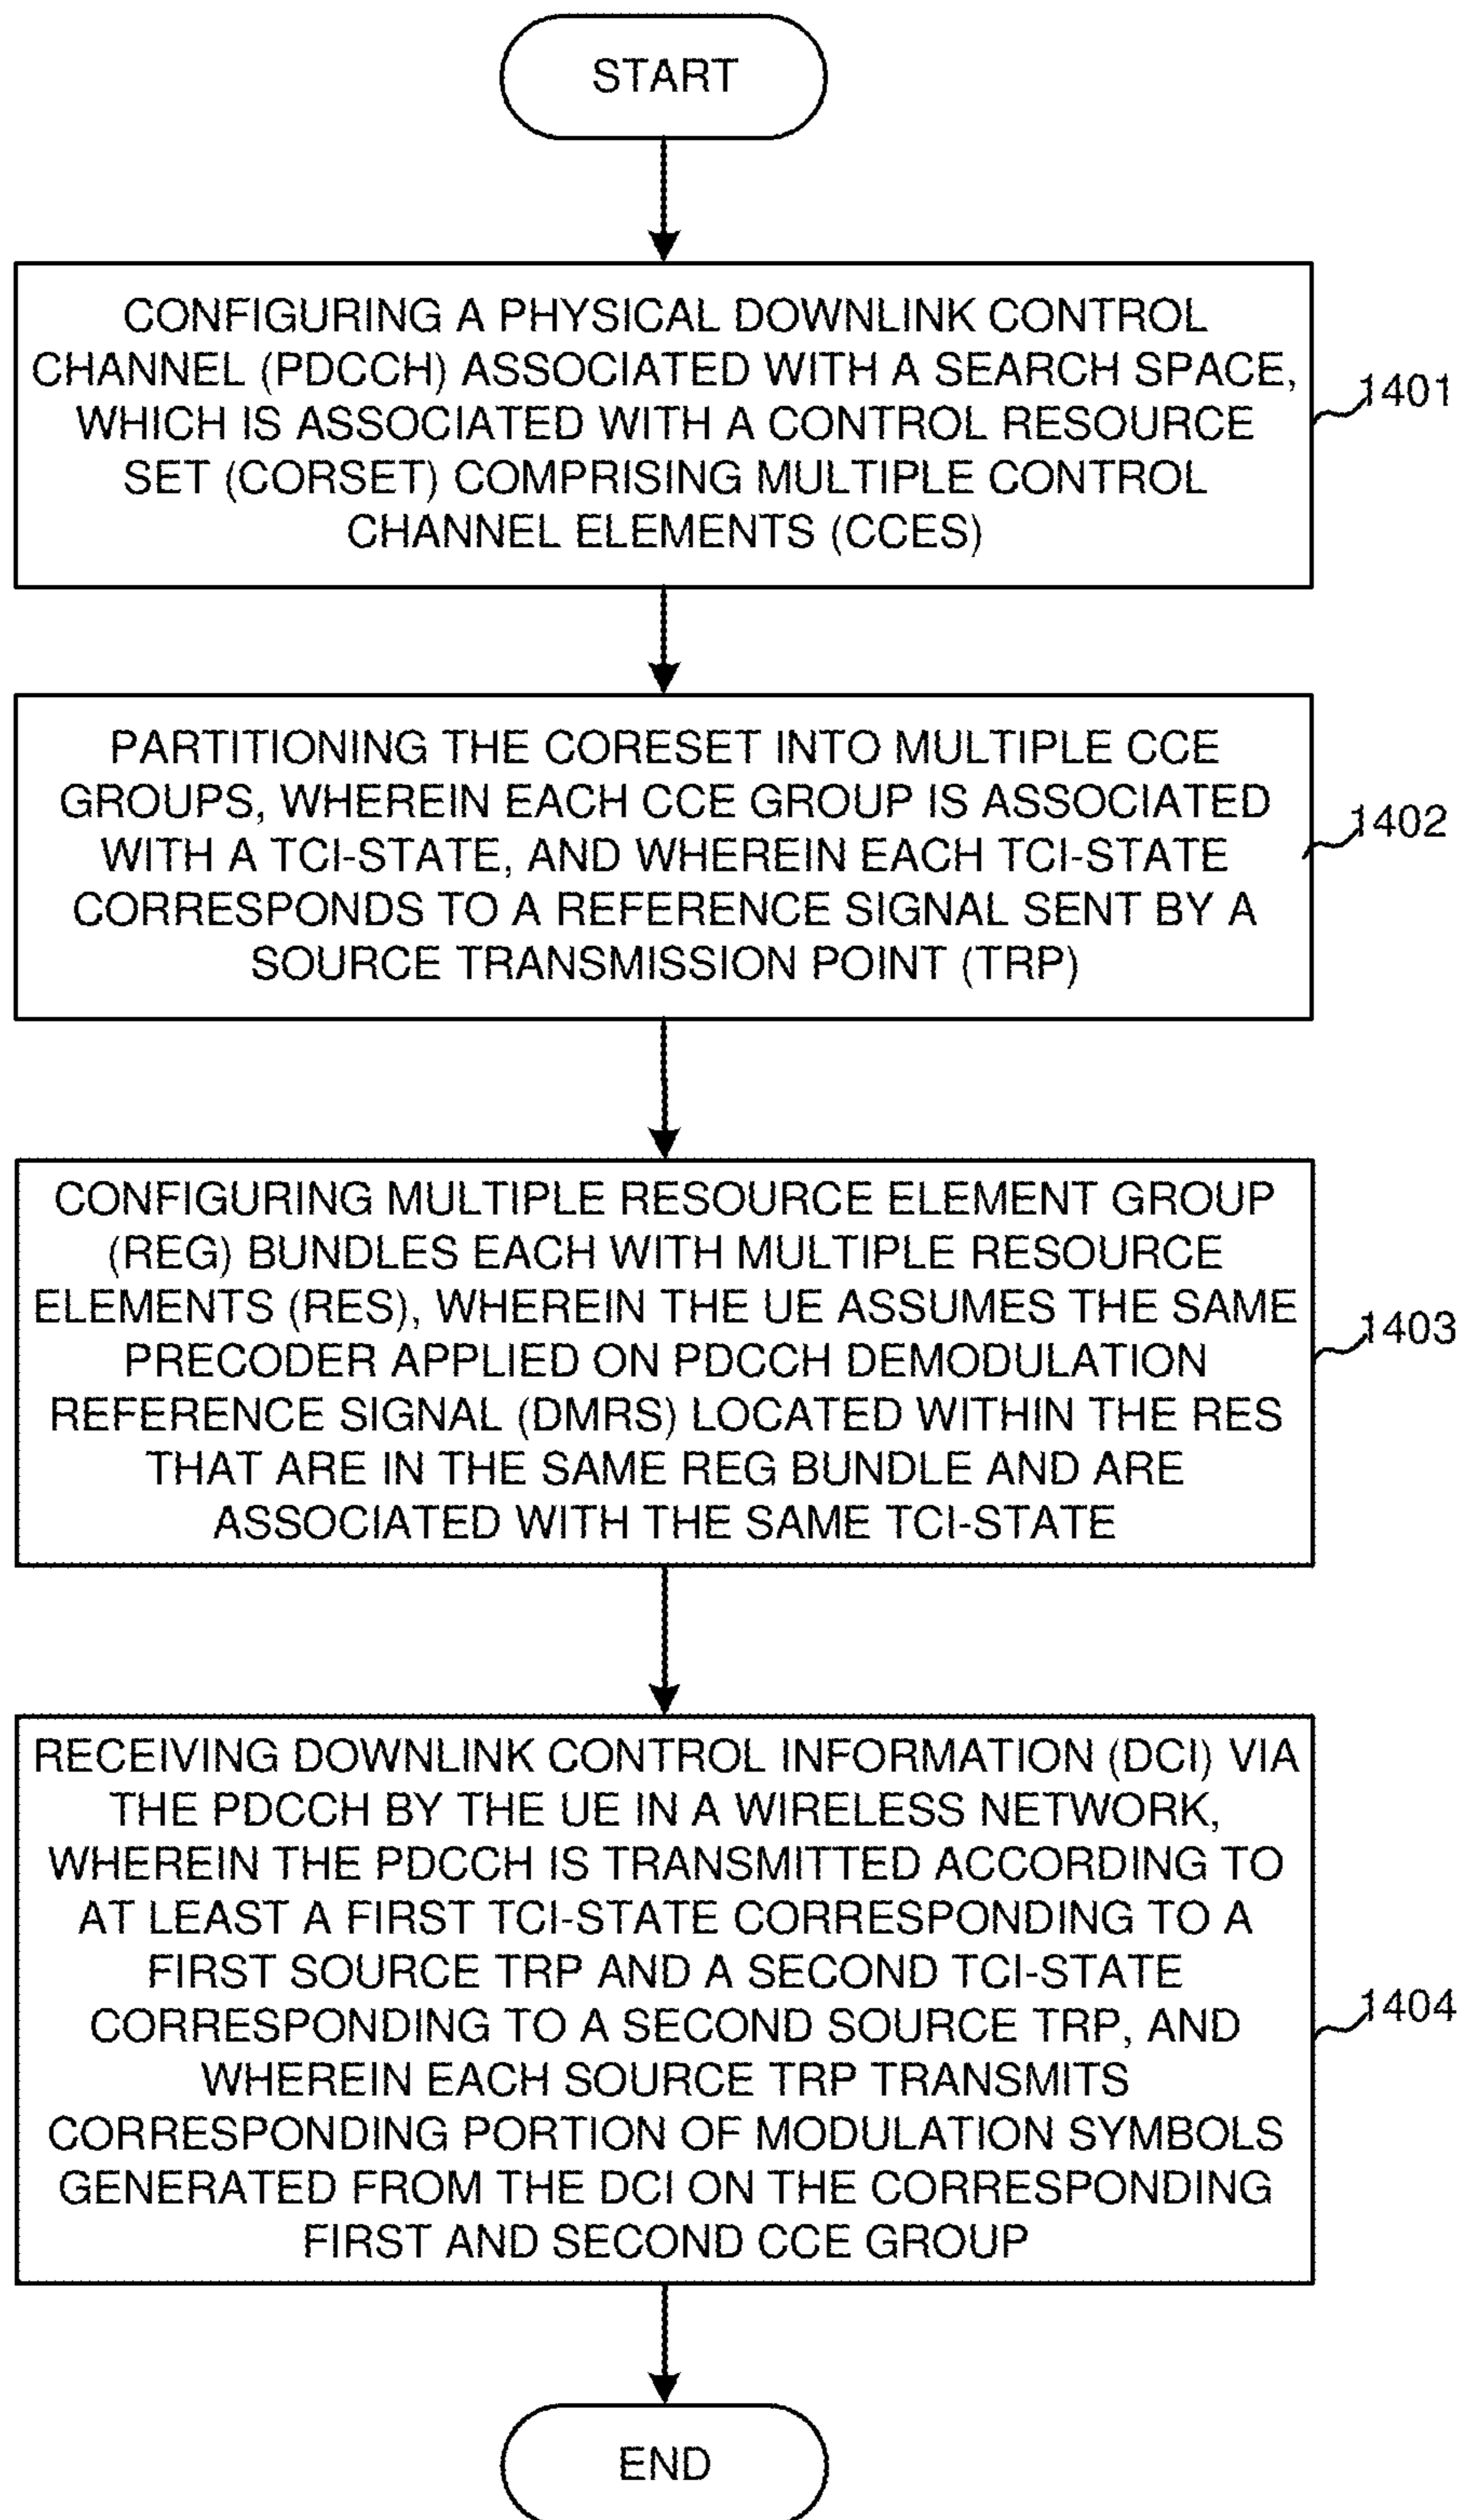 START
CONFIGURING A PHYSICAL DOWNLINK CONTROL
CHANNEL (PDCCH) ASSOCIATED WITH A SEARCH SPACE,
WHICH IS ASSOCIATED WITH A CONTROL RESOURCE
SET (CORSET) COMPRISING MULTIPLE CONTROL
CHANNEL ELEMENTS (CCES)
1401
PARTITIONING THE CORESET INTO MULTIPLE CCE
GROUPS, WHEREIN EACH CCE GROUP IS ASSOCIATED
WITH A TCI-STATE, AND WHEREIN EACH TCI-STATE
CORRESPONDS TO A REFERENCE SIGNAL SENT BY A
SOURCE TRANSMISSION POINT (TRP)
1402
CONFIGURING MULTIPLE RESOURCE ELEMENT GROUP
(REG) BUNDLES EACH WITH MULTIPLE RESOURCE
ELEMENTS (RES), WHEREIN THE UE ASSUMES THE SAME
PRECODER APPLIED ON PDCCH DEMODULATION
REFERENCE SIGNAL (DMRS) LOCATED WITHIN THE RES
THAT ARE IN THE SAME REG BUNDLE AND ARE
ASSOCIATED WITH THE SAME TCI-STATE
1403
RECEIVING DOWNLINK CONTROL INFORMATION (DCI) VIA
THE PDCCH BY THE UE IN A WIRELESS NETWORK,
WHEREIN THE PDCCH IS TRANSMITTED ACCORDING TO
AT LEAST A FIRST TCI-STATE CORRESPONDING TO A
FIRST SOURCE TRP AND A SECOND TCI-STATE
CORRESPONDING TO A SECOND SOURCE TRP, AND
WHEREIN EACH SOURCE TRP TRANSMITS
CORRESPONDING PORTION OF MODULATION SYMBOLS
GENERATED FROM THE DCI ON THE CORRESPONDING
FIRST AND SECOND CCE GROUP
1404
END